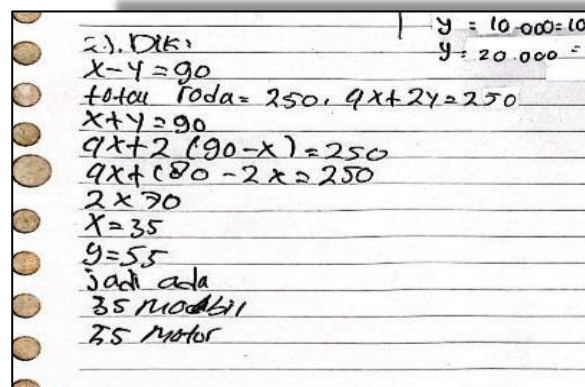 y = 10.000 = 10
y = 20.000 =
2). Dik:
x - y = 90
total roda = 250, 4x + 2y = 250
x + y = 90
4x + 2 (90 - x) = 250
4x + 180 - 2x = 250
2x 70
x = 35
y = 55
jadi ada
35 mobil
55 motor